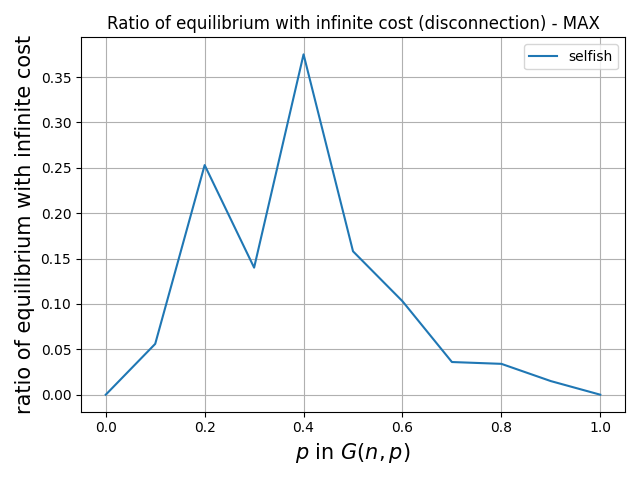 Ratio of equilibrium with infinite cost (disconnection) - MAX
selfish
ratio of equilibrium with infinite cost
0.35
0.30
0.25
0.20
0.15
0.10
0.05
0.00
0.0 0.2 0.4 0.6 0.8 1.0
p in G(n, p)